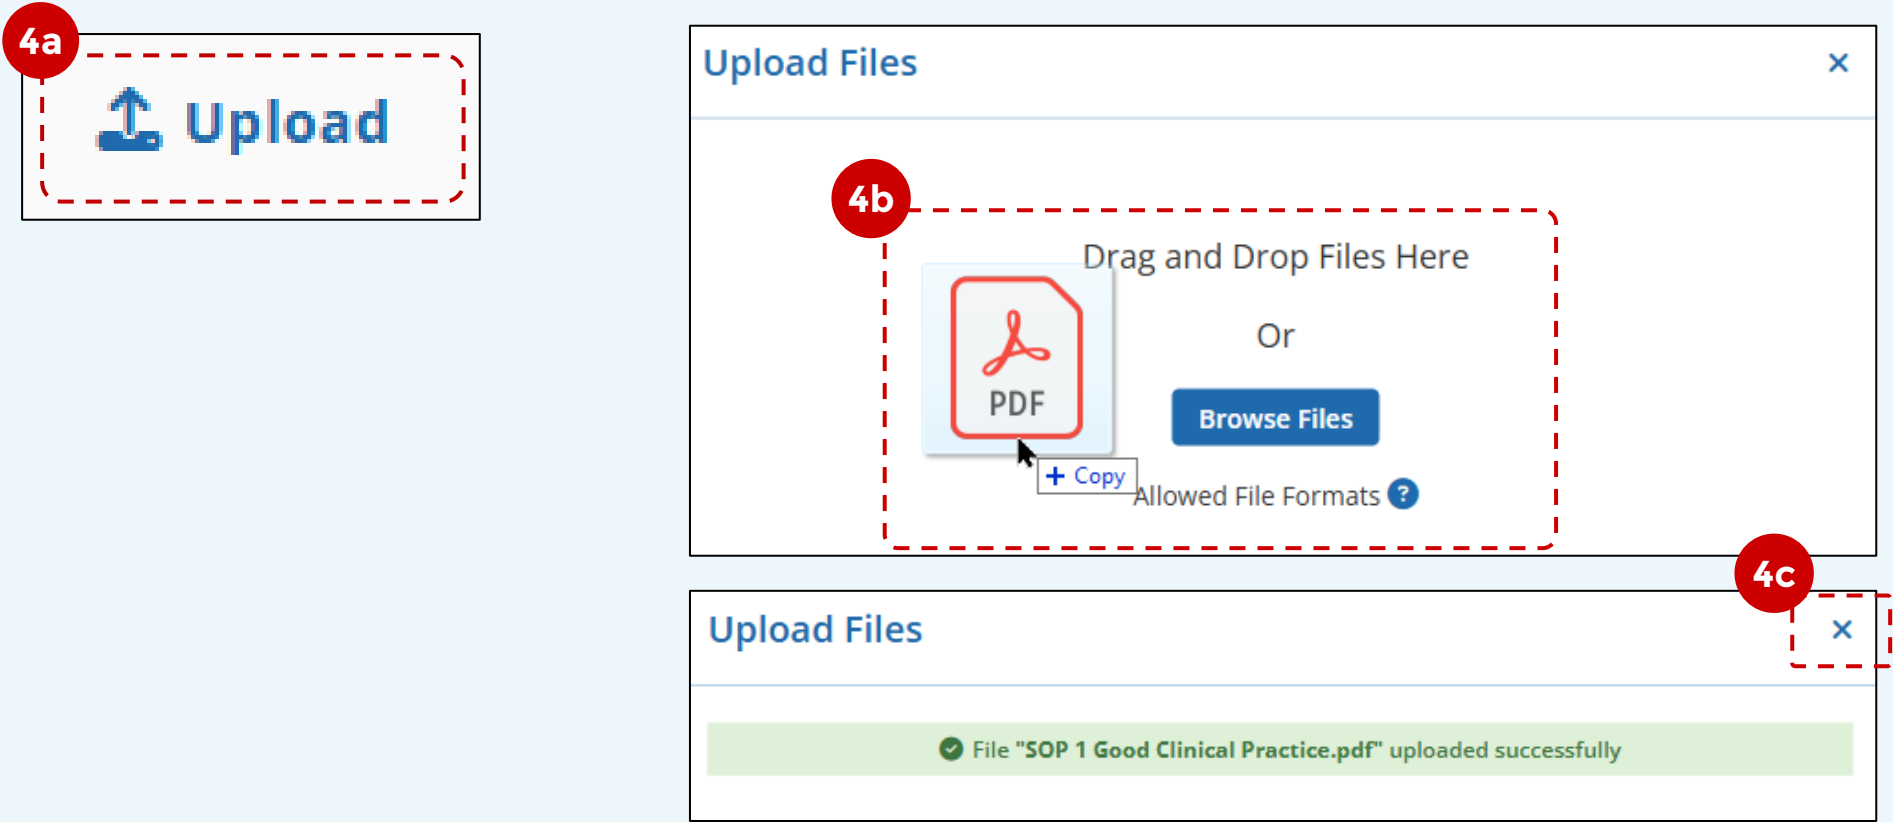 4a
Upload
Upload Files
4b
Drag and Drop Files Here
Or
PDF
Browse Files
+ Copy
Allowed File Formats ?
4c
Upload Files
File "SOP 1 Good Clinical Practice.pdf" uploaded successfully